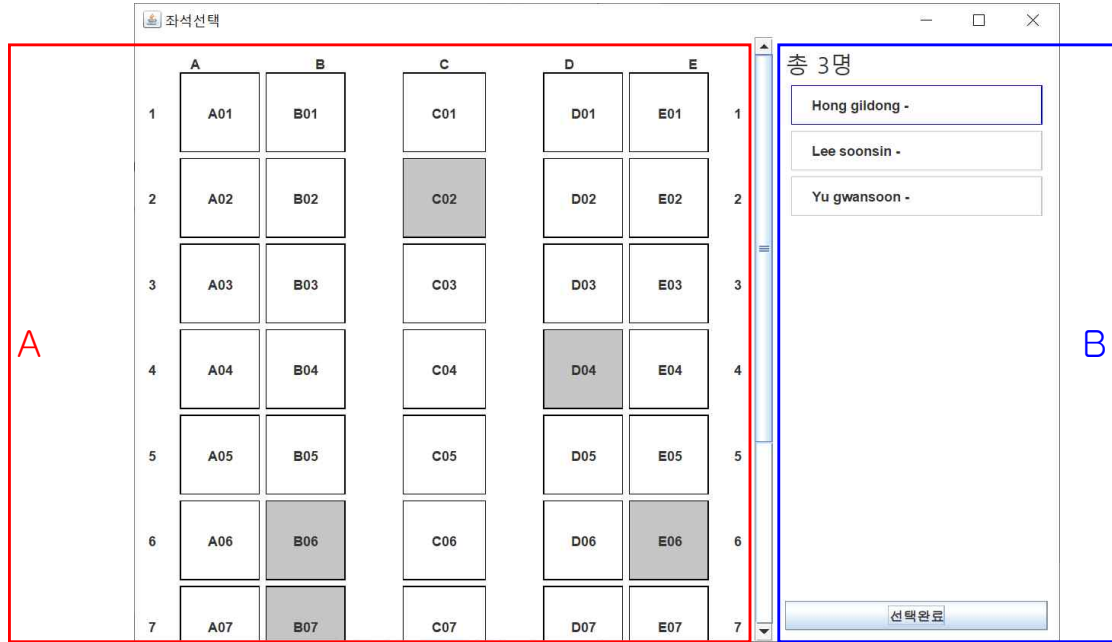 좌석선택
A B C D E
1 A01 B01 C01 D01 E01 1
2 A02 B02 C02 D02 E02 2
3 A03 B03 C03 D03 E03 3
4 A04 B04 C04 D04 E04 4
5 A05 B05 C05 D05 E05 5
6 A06 B06 C06 D06 E06 6
7 A07 B07 C07 D07 E07 7
A
총 3명
Hong gildong -
Lee soonsin -
Yu gwansoon -
선택완료
B